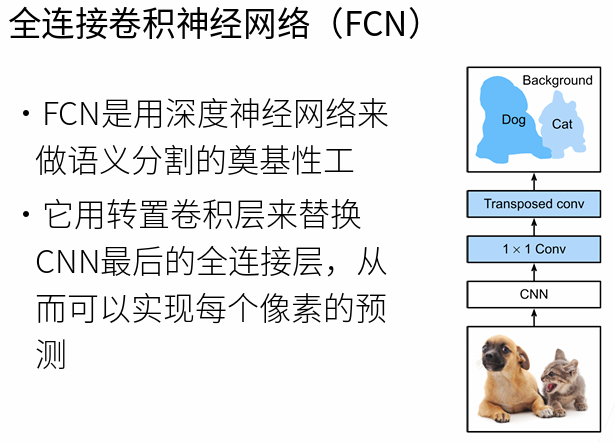 全连接卷积神经网络（FCN）
・FCN是用深度神经网络来
做语义分割的奠基性工
・它用转置卷积层来替换
CNN最后的全连接层，从
而可以实现每个像素的预
测
Background
Dog
Cat
Transposed conv
1 × 1 Conv
CNN